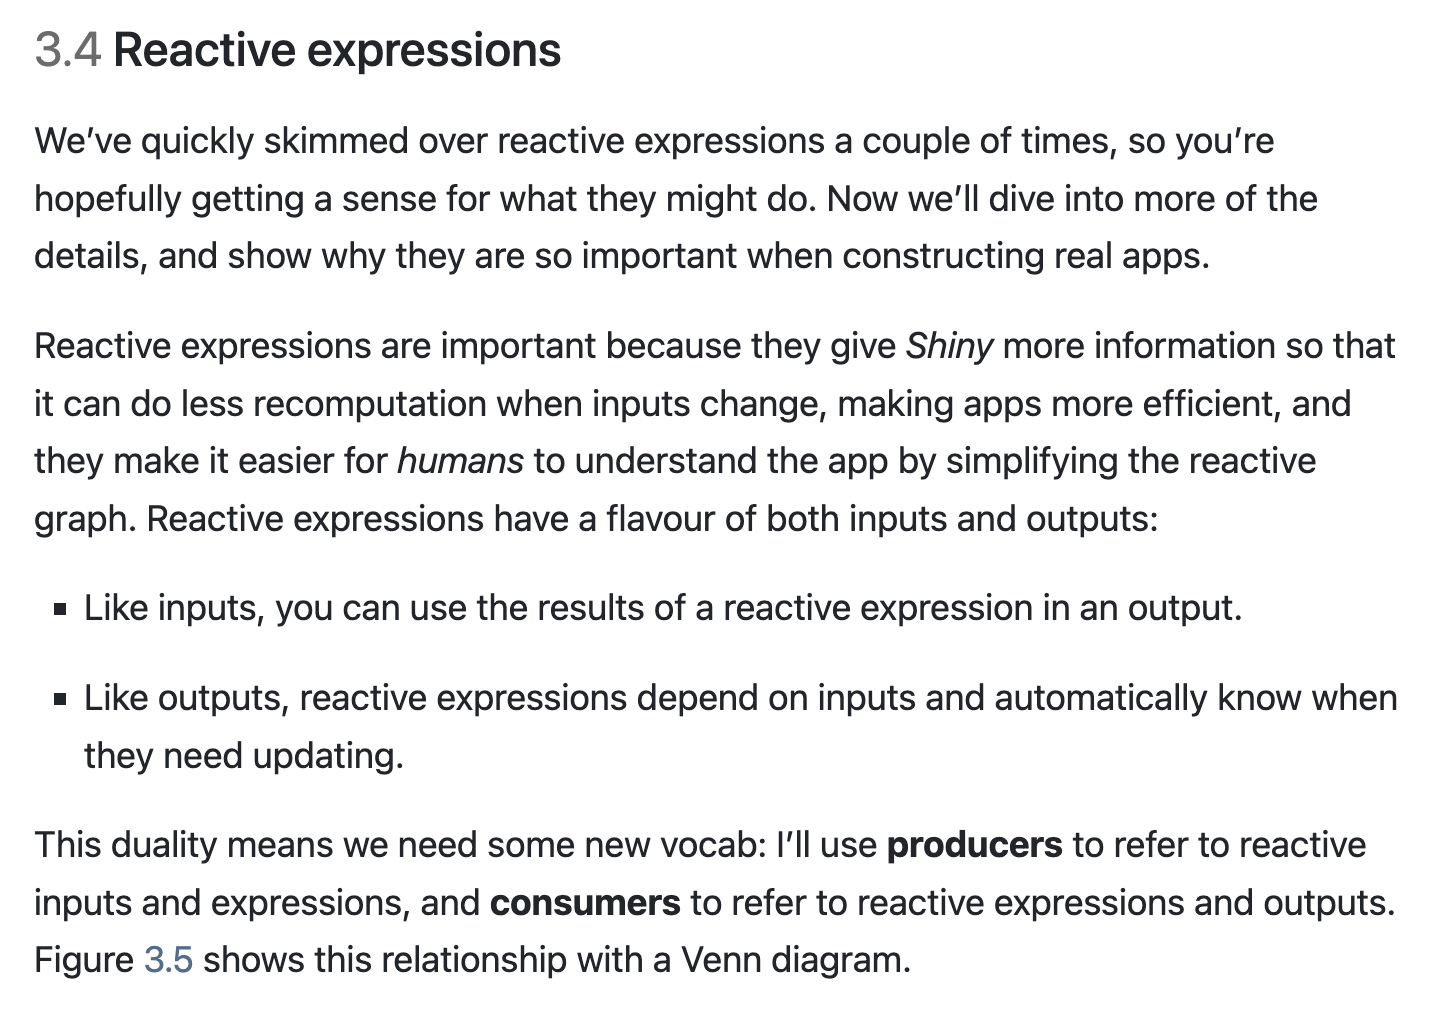 3.4 Reactive expressions
We’ve quickly skimmed over reactive expressions a couple of times, so you’re
hopefully getting a sense for what they might do. Now we’ll dive into more of the
details, and show why they are so important when constructing real apps.
Reactive expressions are important because they give Shiny more information so that
it can do less recomputation when inputs change, making apps more efficient, and
they make it easier for humans to understand the app by simplifying the reactive
graph. Reactive expressions have a flavour of both inputs and outputs:
▪ Like inputs, you can use the results of a reactive expression in an output.
▪ Like outputs, reactive expressions depend on inputs and automatically know when
they need updating.
This duality means we need some new vocab: I’ll use producers to refer to reactive
inputs and expressions, and consumers to refer to reactive expressions and outputs.
Figure 3.5 shows this relationship with a Venn diagram.